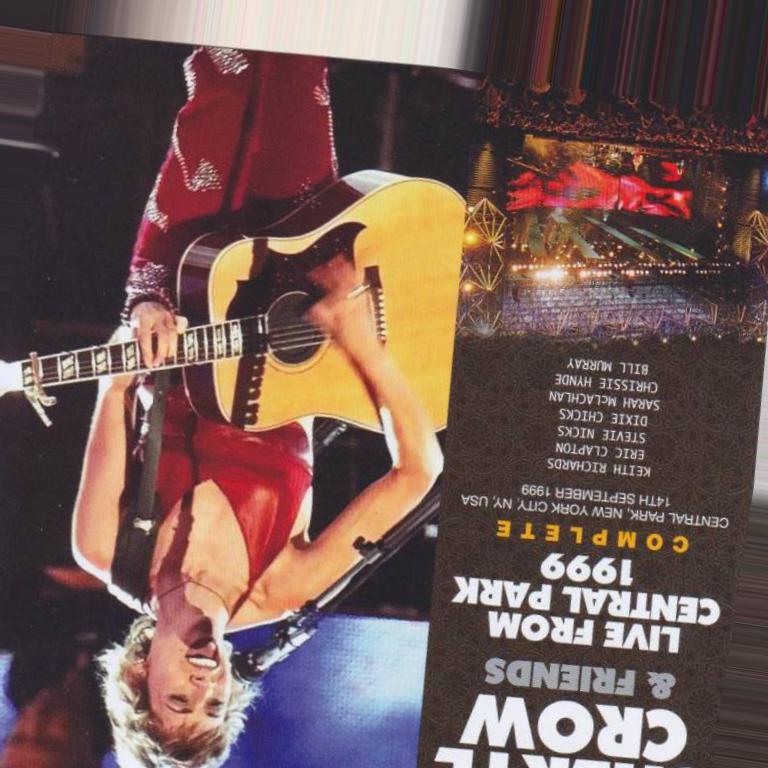 CROW
& FRIENDS
LIVE FROM
CENTRAL PARK
1999
COMPLETE
CENTRAL PARK, NEW YORK CITY, NY, USA
14TH SEPTEMBER 1999
KEITH RICHARDS
ERIC CLAPTON
STEVIE NICKS
DIXIE CHICKS
SARAH McLACHLAN
CHRISSIE HYNDE
BILL MURRAY